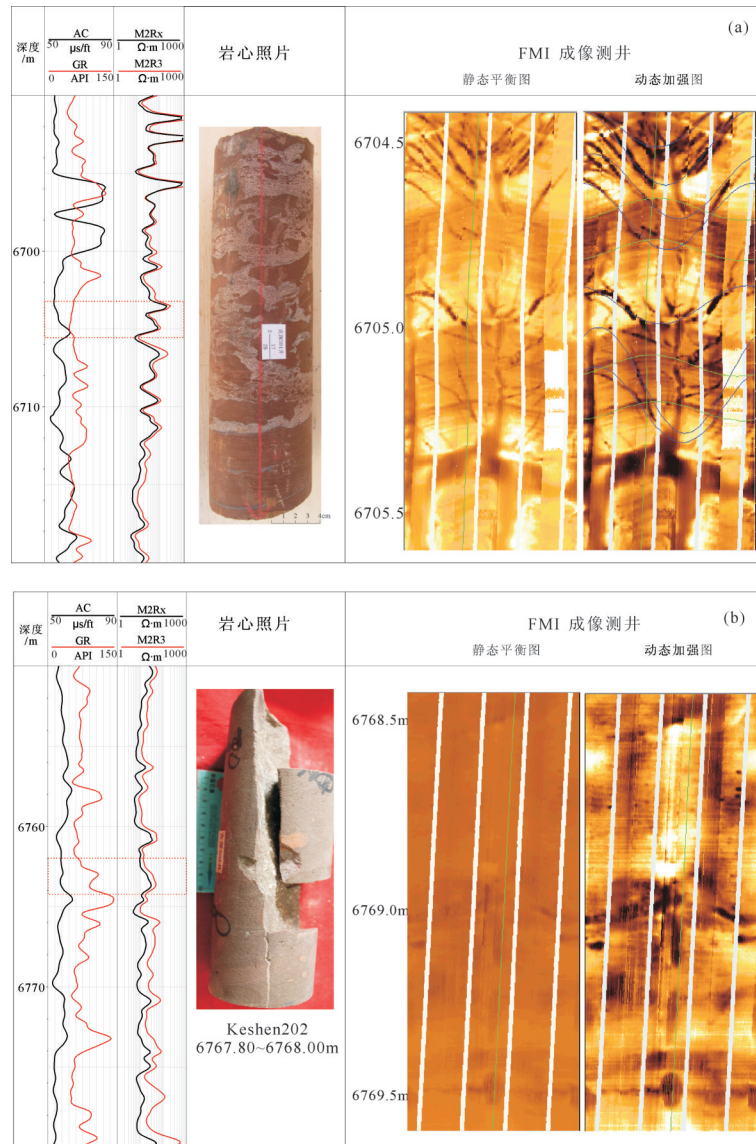 (a)
深度
/m
AC
50 μs/ft 90
GR
0 API 150
M2Rx
1 Ω·m 1000
M2R3
1 Ω·m 1000
岩心照片
FMI 成像测井
静态平衡图 动态加强图
6700
6710
1 2 3 4cm
6704.5
6705.0
6705.5
(b)
深度
/m
AC
50 μs/ft 90
GR
0 API 150
M2Rx
1 Ω·m 1000
M2R3
1 Ω·m 1000
岩心照片
FMI 成像测井
静态平衡图 动态加强图
6760
6770
Keshen202
6767.80~6768.00m
6768.5m
6769.0m
6769.5m